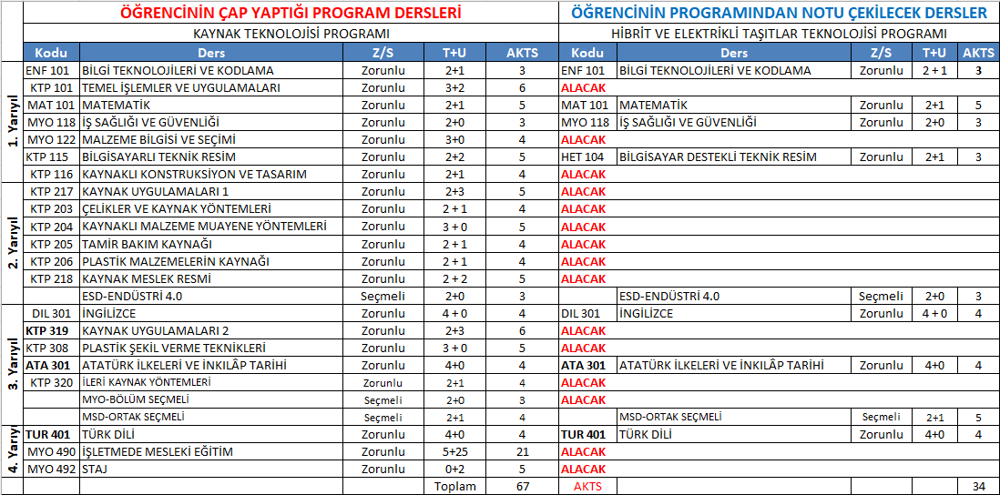 ÖĞRENCİNİN ÇAP YAPTIĞI PROGRAM DERSLERİ ÖĞRENCİNİN PROGRAMINDAN NOTU ÇEKİLECEK DERSLER
KAYNAK TEKNOLOJİSİ PROGRAMI HİBRİT VE ELEKTRİKLİ TAŞITLAR TEKNOLOJİSİ PROGRAMI
Kodu Ders Z/S T+U AKTS Kodu Ders Z/S T+U AKTS
1. Yarıyıl
ENF 101 BİLGİ TEKNOLOJİLERİ VE KODLAMA Zorunlu 2+1 3 ENF 101 BİLGİ TEKNOLOJİLERİ VE KODLAMA Zorunlu 2 + 1 3
KTP 101 TEMEL İŞLEMLER VE UYGULAMALARI Zorunlu 3+2 6 ALACAK
MAT 101 MATEMATİK Zorunlu 2+1 5 MAT 101 MATEMATİK Zorunlu 2+1 5
MYO 118 İŞ SAĞLIĞI VE GÜVENLİĞİ Zorunlu 2+0 3 MYO 118 İŞ SAĞLIĞI VE GÜVENLİĞİ Zorunlu 2+0 3
MYO 122 MALZEME BİLGİSİ VE SEÇİMİ Zorunlu 3+0 4 ALACAK
KTP 115 BİLGİSAYARLI TEKNİK RESİM Zorunlu 2+2 5 HET 104 BİLGİSAYAR DESTEKLİ TEKNİK RESİM Zorunlu 2+1 3
KTP 116 KAYNAKLI KONSTRUKSİYON VE TASARIM Zorunlu 2+1 4 ALACAK
2. Yarıyıl
KTP 217 KAYNAK UYGULAMALARI 1 Zorunlu 2+3 5 ALACAK
KTP 203 ÇELİKLER VE KAYNAK YÖNTEMLERİ Zorunlu 2 + 1 4 ALACAK
KTP 204 KAYNAKLI MALZEME MUAYENE YÖNTEMLERİ Zorunlu 3 + 0 5 ALACAK
KTP 205 TAMİR BAKIM KAYNAĞI Zorunlu 2 + 1 4 ALACAK
KTP 206 PLASTİK MALZEMELERİN KAYNAĞI Zorunlu 2 + 1 4 ALACAK
KTP 218 KAYNAK MESLEK RESMİ Zorunlu 2 + 2 5 ALACAK
ESD-ENDÜSTRİ 4.0 Seçmeli 2+0 3 ESD-ENDÜSTRİ 4.0 Seçmeli 2+0 3
3. Yarıyıl
DIL 301 İNGİLİZCE Zorunlu 4 + 0 4 DIL 301 İNGİLİZCE Zorunlu 4 + 0 4
KTP 319 KAYNAK UYGULAMALARI 2 Zorunlu 2+3 6 ALACAK
KTP 308 PLASTİK ŞEKİL VERME TEKNİKLERİ Zorunlu 3 + 0 5 ALACAK
ATA 301 ATATÜRK İLKELERİ VE İNKILÂP TARİHİ Zorunlu 4+0 4 ATA 301 ATATÜRK İLKELERİ VE İNKILÂP TARİHİ Zorunlu 4+0 4
KTP 320 İLERİ KAYNAK YÖNTEMLERİ Zorunlu 2+1 4 ALACAK
MYO-BÖLÜM SEÇMELİ Seçmeli 2+0 3 ALACAK
MSD-ORTAK SEÇMELİ Seçmeli 2+1 4 MSD-ORTAK SEÇMELİ Seçmeli 2+1 5
4. Yarıyı
TUR 401 TÜRK DİLİ Zorunlu 4+0 4 TUR 401 TÜRK DİLİ Zorunlu 4+0 4
MYO 490 İŞLETMEDE MESLEKİ EĞİTİM Zorunlu 5+25 21 ALACAK
MYO 492 STAJ Zorunlu 0+2 5 ALACAK
Toplam 67 AKTS 34